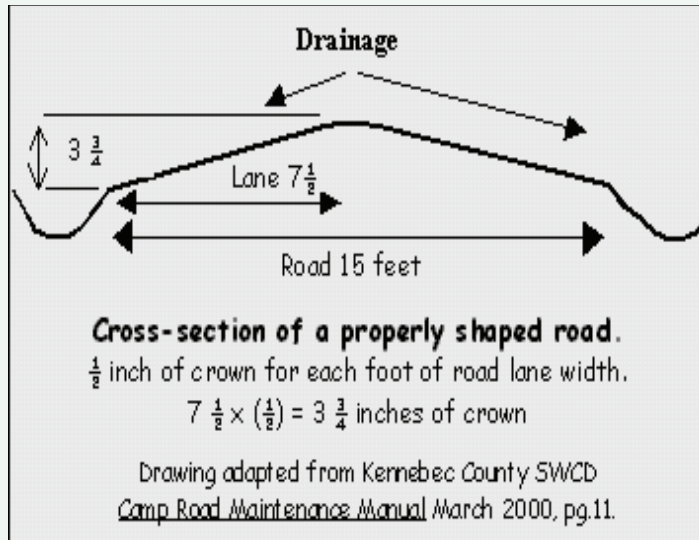 Drainage
3 3/4
Lane 7 1/2
Road 15 feet
Cross-section of a properly shaped road.
1/2 inch of crown for each foot of road lane width.
7 1/2 x (1/2) = 3 3/4 inches of crown
Drawing adapted from Kennebec County SWCD
Camp Road Maintenance Manual March 2000, pg.11.